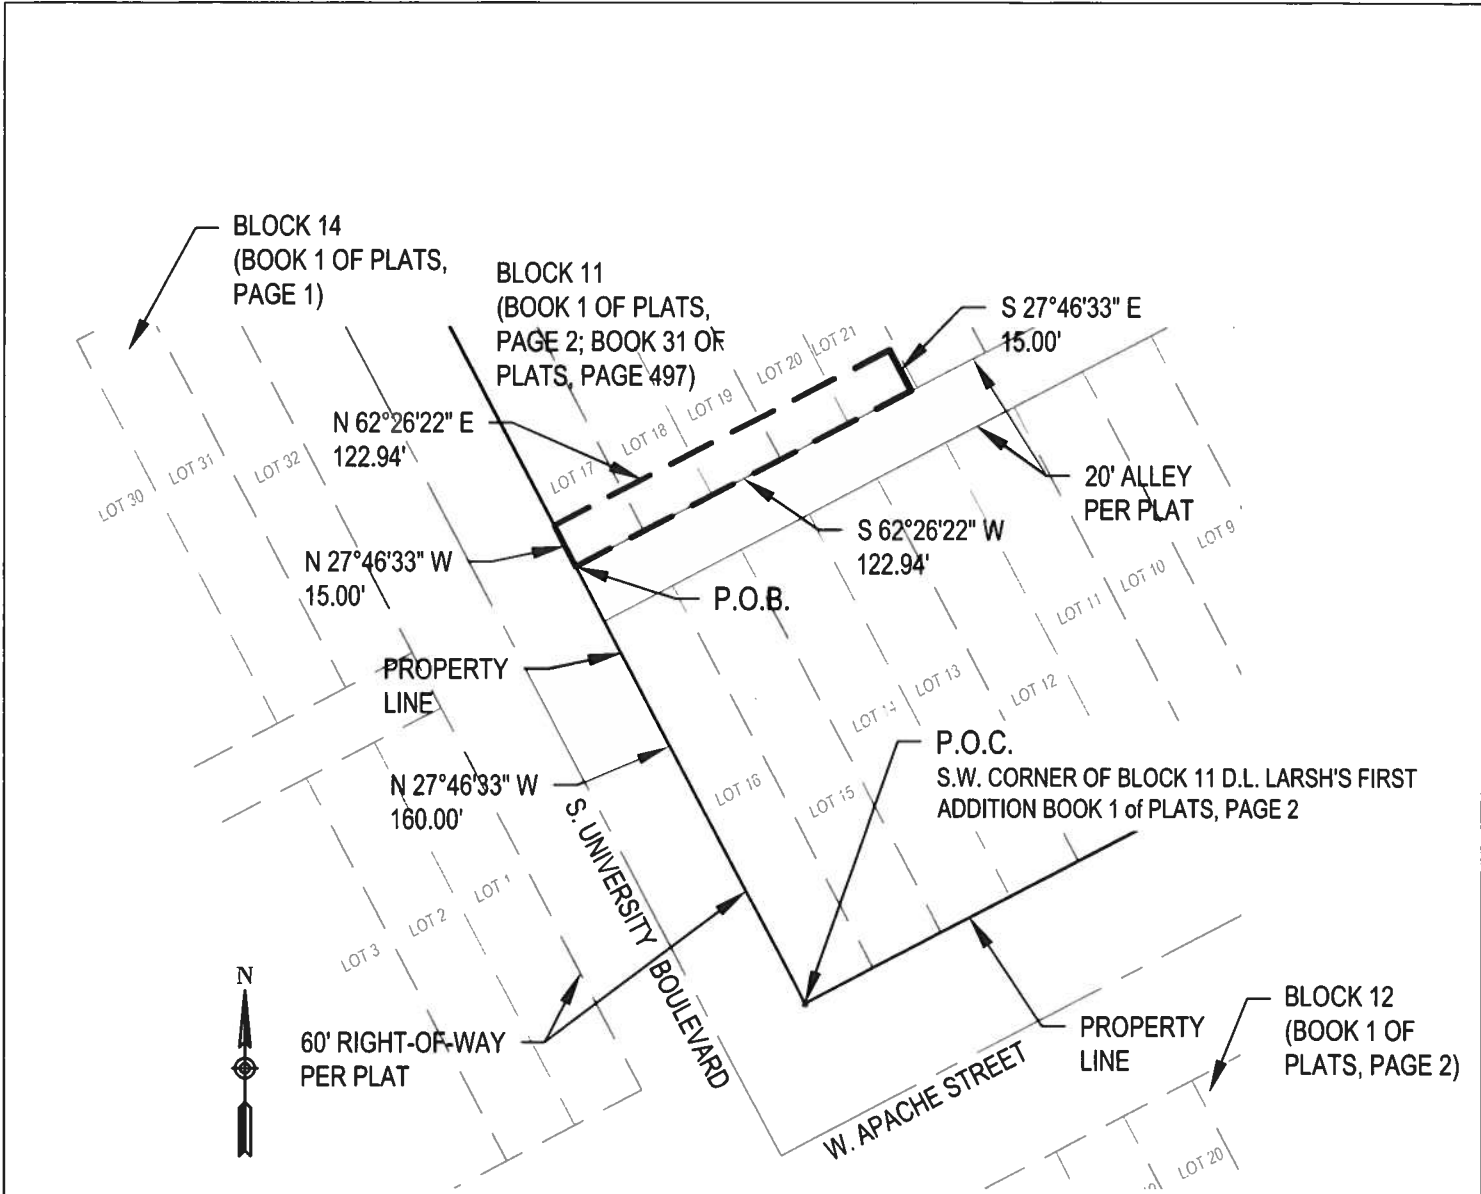 BLOCK 14
(BOOK 1 OF PLATS,
PAGE 1)
BLOCK 11
(BOOK 1 OF PLATS,
PAGE 2; BOOK 31 OF
PLATS, PAGE 497)
S 27°46'33" E
15.00'
LOT 21
LOT 20
LOT 19
LOT 18
LOT 17
N 62°26'22" E
122.94'
LOT 32
LOT 31
LOT 30
20' ALLEY
PER PLAT
S 62°26'22" W
122.94'
LOT 9
LOT 10
LOT 11
N 27°46'33" W
15.00'
P.O.B.
PROPERTY
LINE
LOT 12
LOT 13
LOT 14
LOT 15
LOT 16
P.O.C.
S.W. CORNER OF BLOCK 11 D.L. LARSH'S FIRST
ADDITION BOOK 1 of PLATS, PAGE 2
N 27°46'33" W
160.00'
S. UNIVERSITY BOULEVARD
LOT 1
LOT 2
LOT 3
N
60' RIGHT-OF-WAY
PER PLAT
PROPERTY
LINE
BLOCK 12
(BOOK 1 OF
PLATS, PAGE 2)
W. APACHE STREET
LOT 20